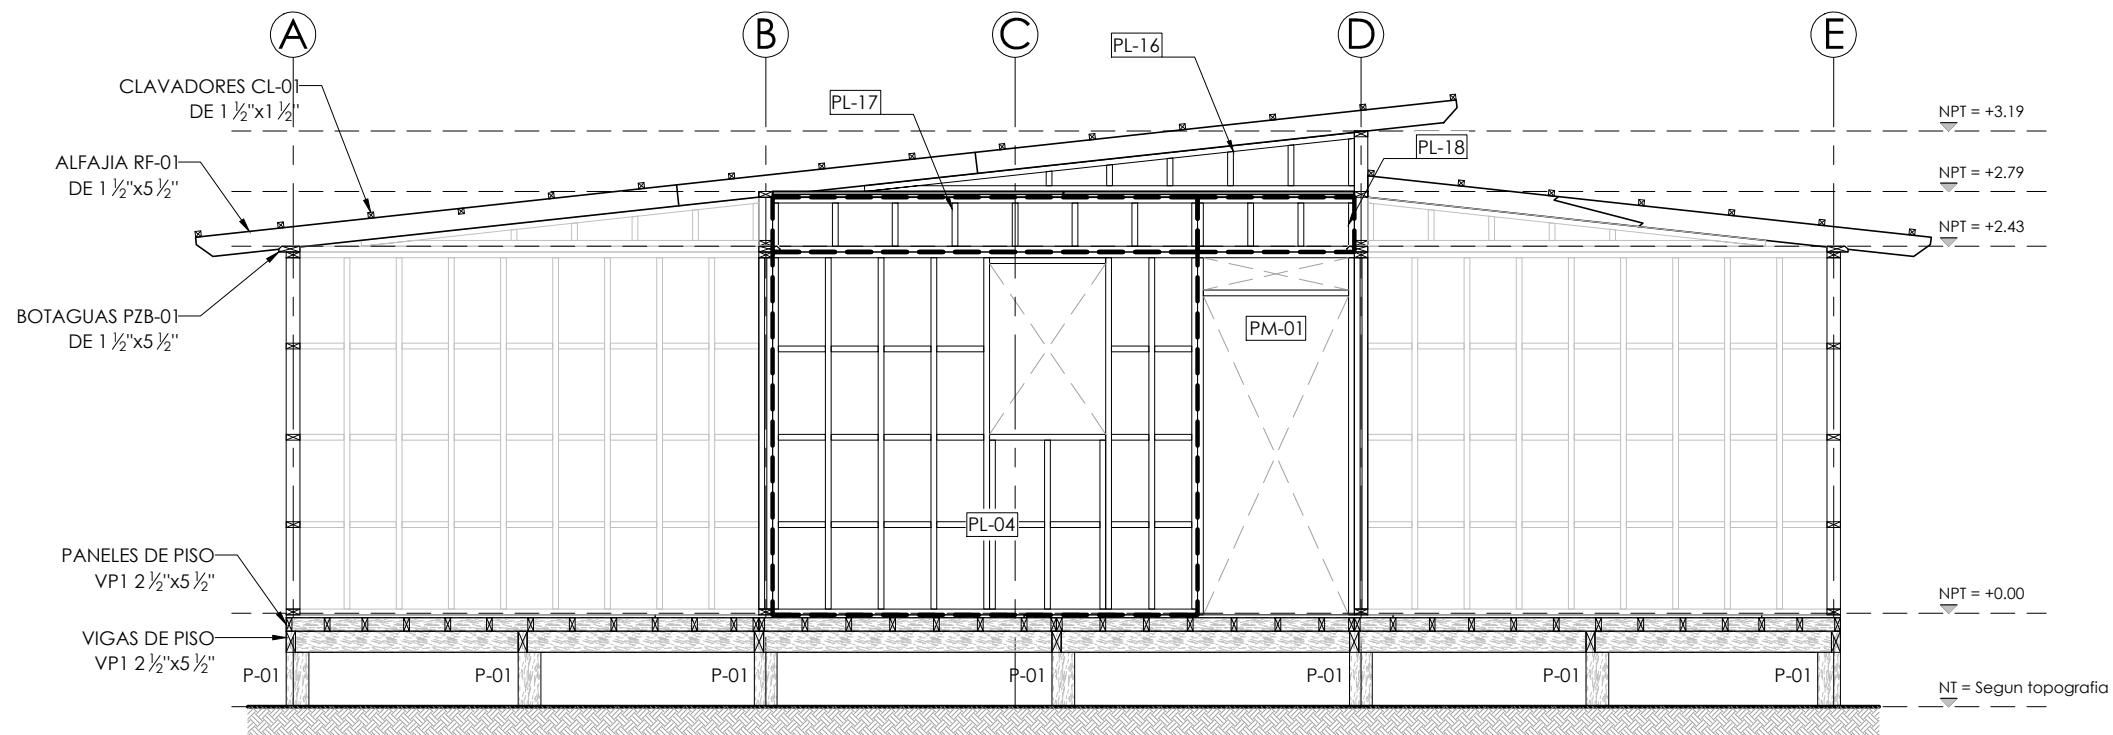 A
B
C
D
E
PL-16
CLAVADORES CL-01
DE 1 ½"x1 ½"
PL-17
NPT = +3.19
PL-18
ALFAJIA RF-01
DE 1 ½"x5 ½"
NPT = +2.79
NPT = +2.43
BOTAGUAS PZB-01
DE 1 ½"x5 ½"
PM-01
PL-04
PANELES DE PISO
VP1 2 ½"x5 ½"
NPT = +0.00
VIGAS DE PISO
VP1 2 ½"x5 ½"
P-01
P-01
P-01
P-01
P-01
P-01
P-01
NT = Segun topografia